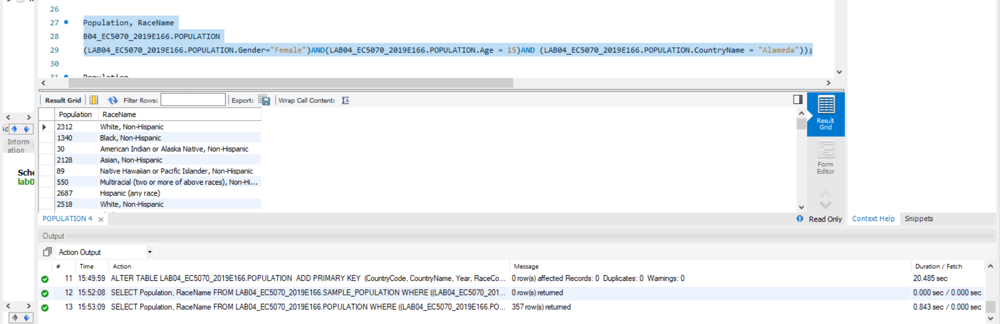 26
27 Population, RaceName
28 B04_EC5070_2019E166.POPULATION
29 (LAB04_EC5070_2019E166.POPULATION.Gender="Female")AND(LAB04_EC5070_2019E166.POPULATION.Age = 15)AND (LAB04_EC5070_2019E166.POPULATION.CountryName = "Alameda"));
30
31 Population
Result Grid Filter Rows: Export: Wrap Cell Content:
Population RaceName
2312 White, Non-Hispanic
1340 Black, Non-Hispanic
30 American Indian or Alaska Native, Non-Hispanic
2128 Asian, Non-Hispanic
89 Native Hawaiian or Pacific Islander, Non-Hispanic
550 Multiracial (two or more of above races), Non-Hi...
2687 Hispanic (any race)
2518 White, Non-Hispanic
Result
Grid
Form
Editor
Inform
ation
Sche
lab0
POPULATION 4 Read Only Context Help Snippets
Output
Action Output
# Time Action Message Duration / Fetch
11 15:49:59 ALTER TABLE LAB04_EC5070_2019E166.POPULATION ADD PRIMARY KEY (CountryCode, CountryName, Year, RaceCo... 0 row(s) affected Records: 0 Duplicates: 0 Warnings: 0 20.485 sec
12 15:52:08 SELECT Population, RaceName FROM LAB04_EC5070_2019E166.SAMPLE_POPULATION WHERE ((LAB04_EC5070_201... 0 row(s) returned 0.000 sec / 0.000 sec
13 15:53:09 SELECT Population, RaceName FROM LAB04_EC5070_2019E166.POPULATION WHERE ((LAB04_EC5070_2019E166.PO... 357 row(s) returned 0.843 sec / 0.000 sec